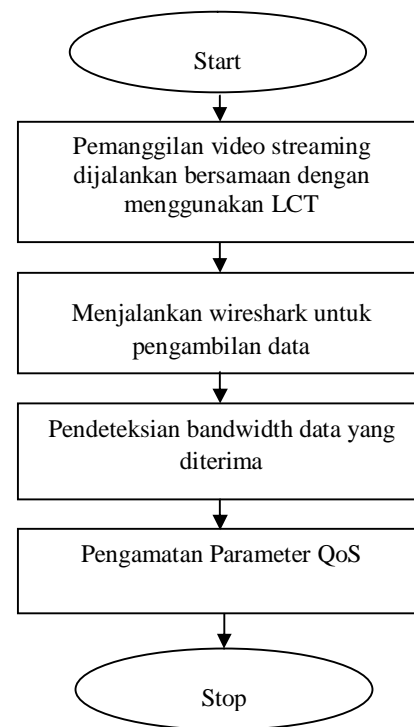 Start
Pemanggilan video streaming
dijalankan bersamaan dengan
menggunakan LCT
Menjalankan wireshark untuk
pengambilan data
Pendeteksian bandwidth data yang
diterima
Pengamatan Parameter QoS
Stop